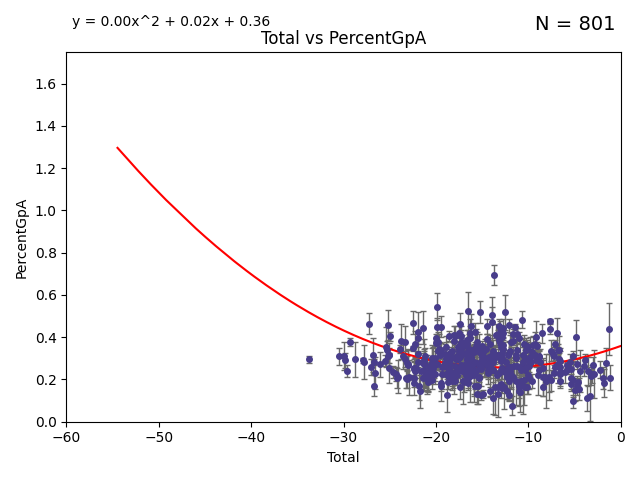 y = 0.00x^2 + 0.02x + 0.36
N = 801
Total vs PercentGpA
PercentGpA
1.6
1.4
1.2
1.0
0.8
0.6
0.4
0.2
0.0
−60 −50 −40 −30 −20 −10 0
Total